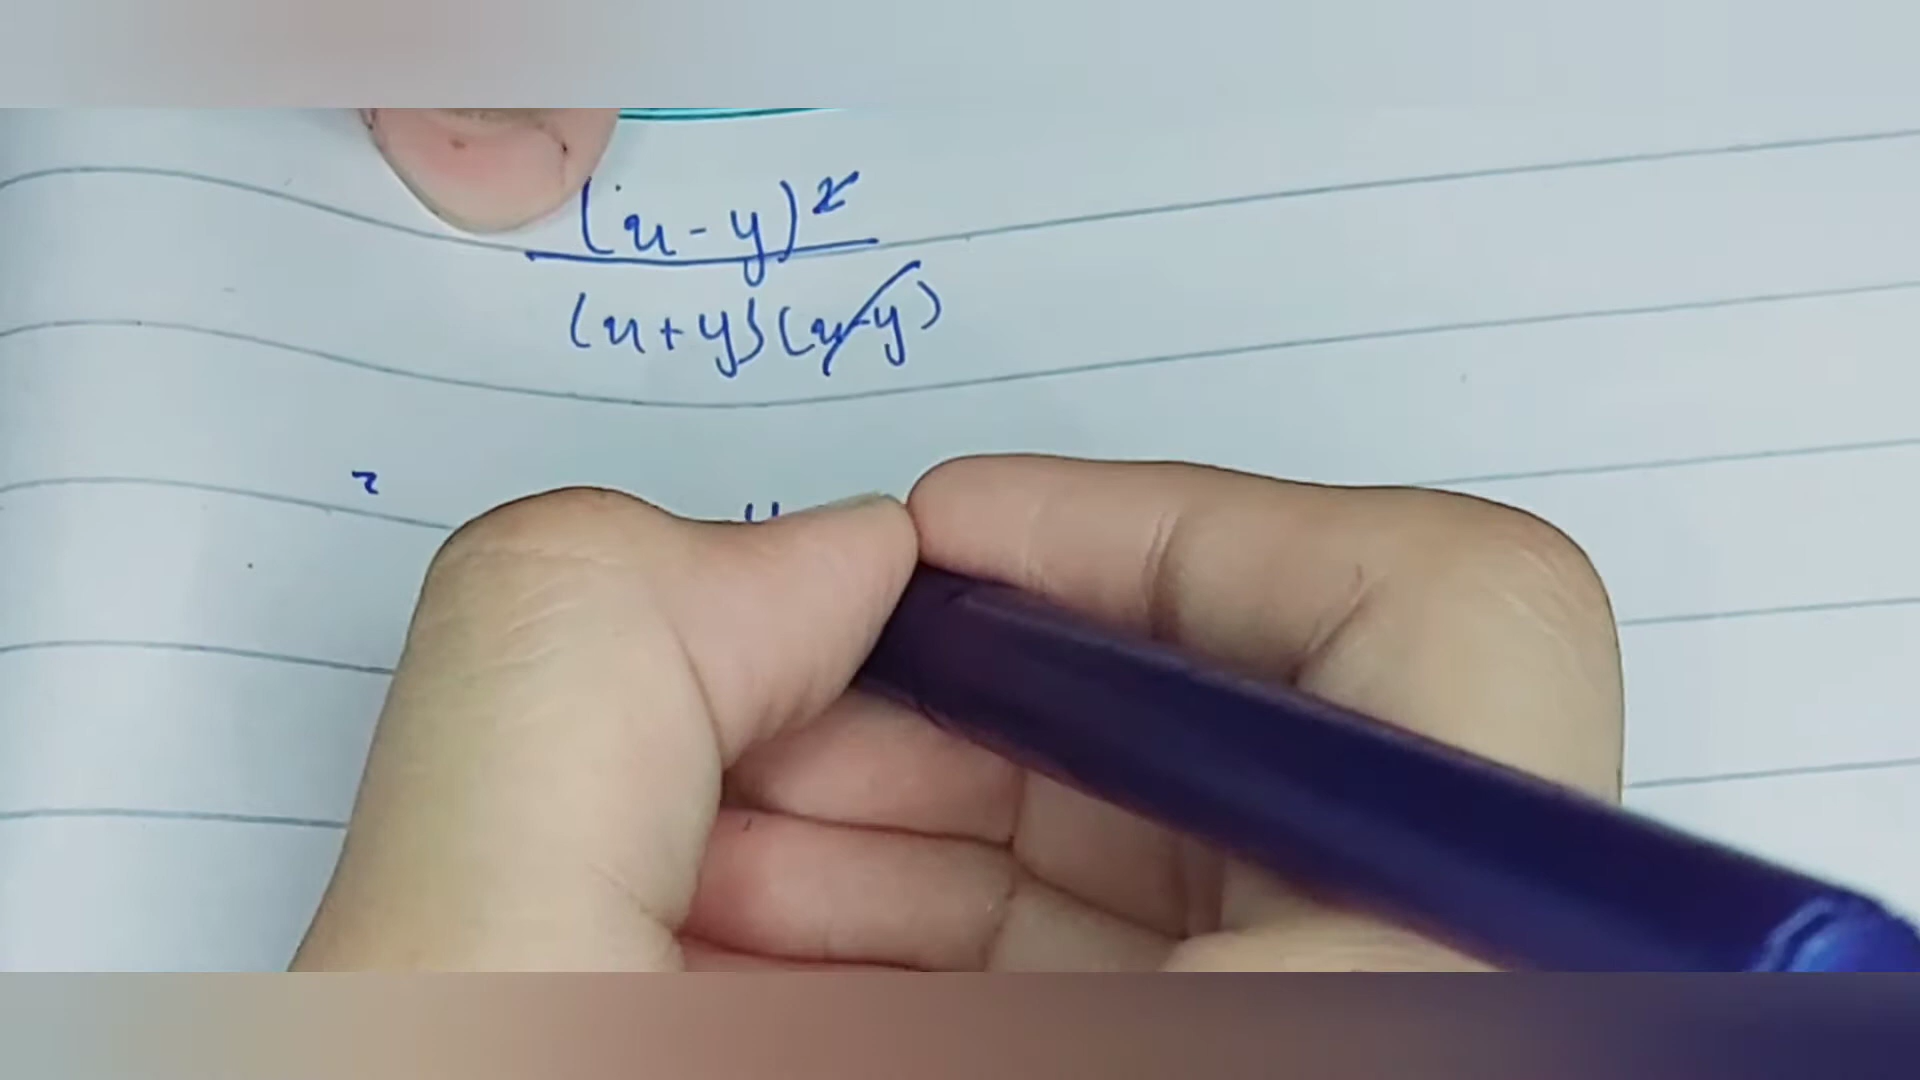 (x-y)²
(x+y)(x-y)
=